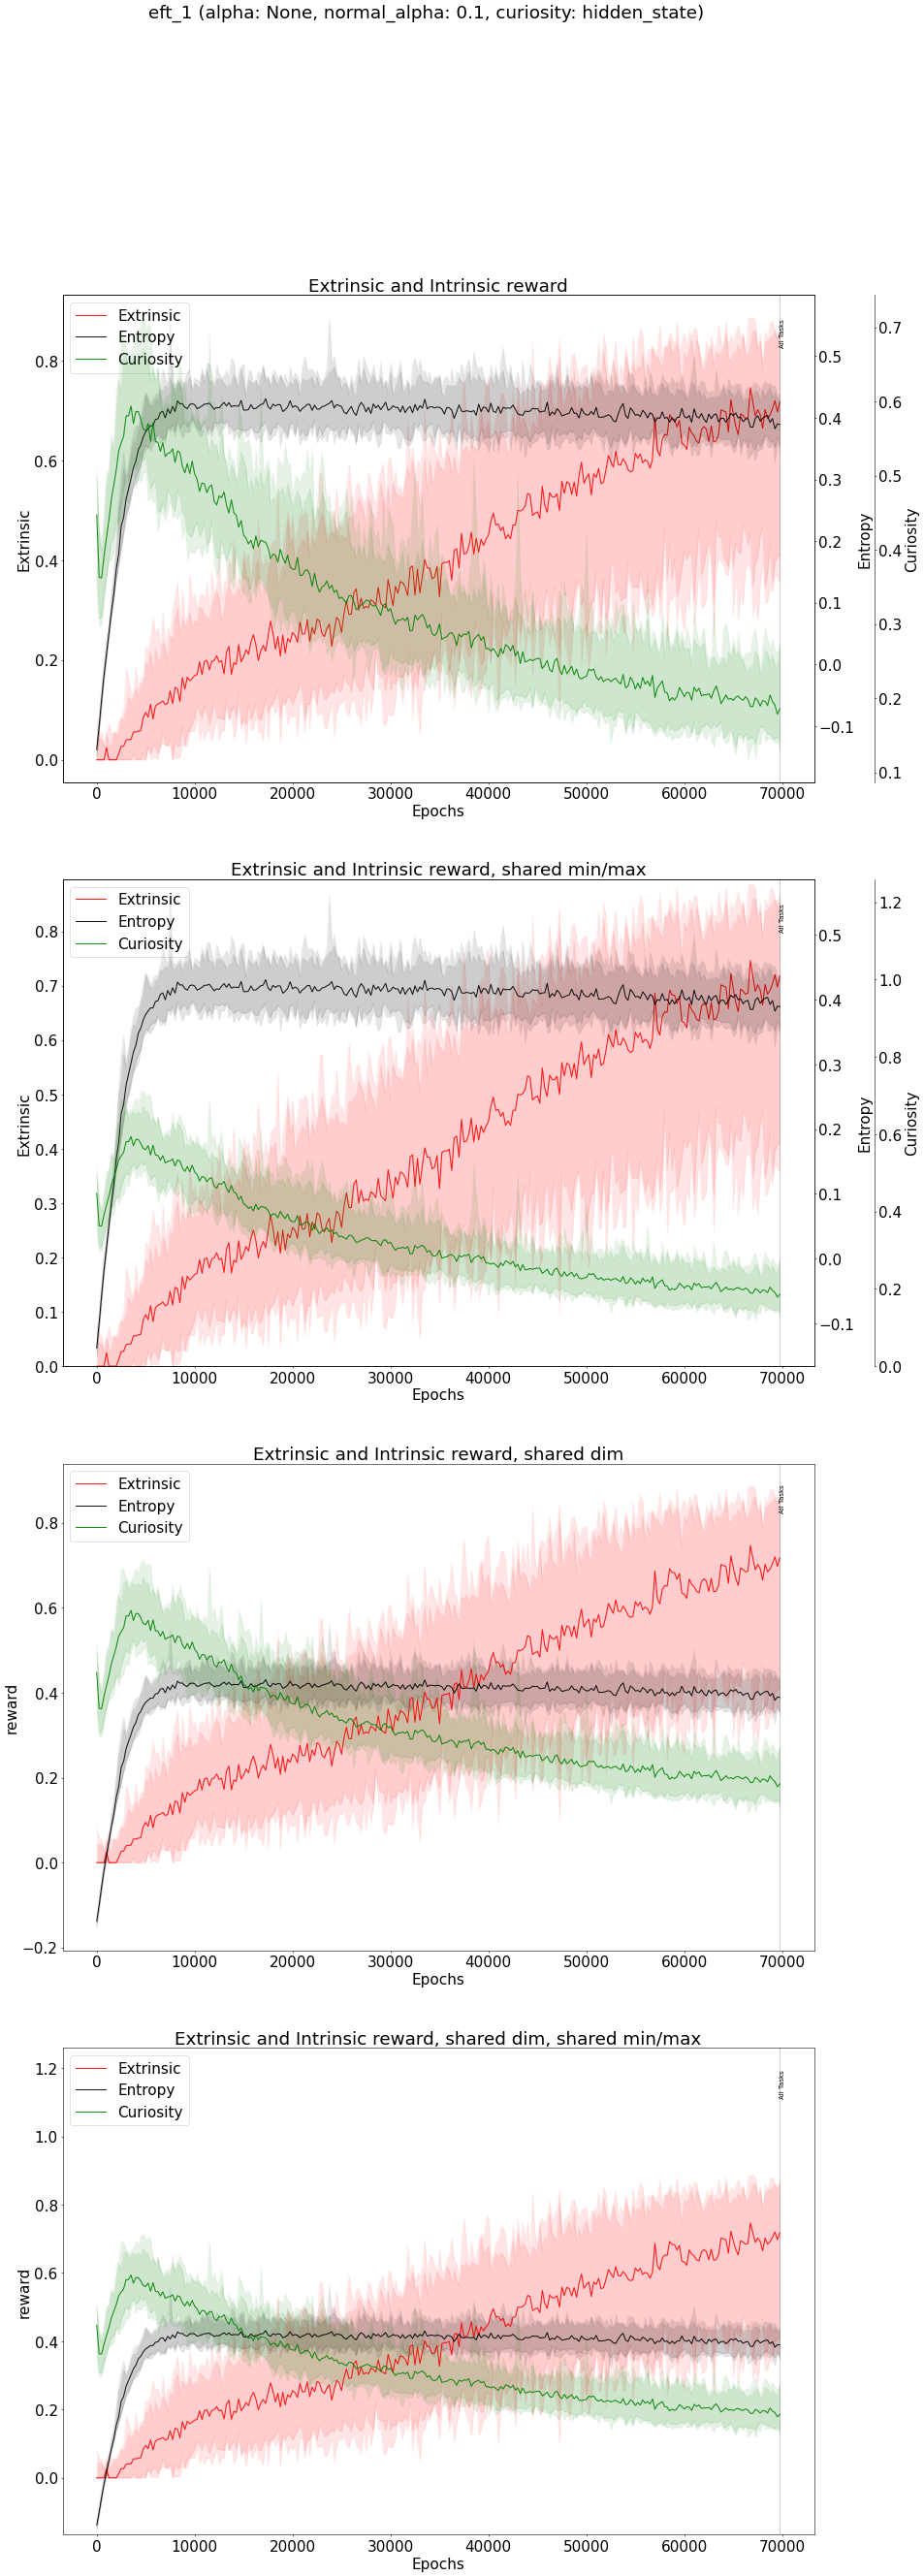 eft_1 (alpha: None, normal_alpha: 0.1, curiosity: hidden_state)
Extrinsic and Intrinsic reward
Extrinsic
Entropy
Curiosity
All Tasks
0.8
0.6
0.4
0.2
0.0
Extrinsic
0.5
0.4
0.3
0.2
0.1
0.0
−0.1
Entropy
0.7
0.6
0.5
0.4
0.3
0.2
0.1
Curiosity
0 10000 20000 30000 40000 50000 60000 70000
Epochs
Extrinsic and Intrinsic reward, shared min/max
Extrinsic
Entropy
Curiosity
All Tasks
0.8
0.7
0.6
0.5
0.4
0.3
0.2
0.1
0.0
Extrinsic
0.5
0.4
0.3
0.2
0.1
0.0
−0.1
Entropy
1.2
1.0
0.8
0.6
0.4
0.2
0.0
Curiosity
0 10000 20000 30000 40000 50000 60000 70000
Epochs
Extrinsic and Intrinsic reward, shared dim
Extrinsic
Entropy
Curiosity
All Tasks
0.8
0.6
0.4
0.2
0.0
−0.2
reward
0 10000 20000 30000 40000 50000 60000 70000
Epochs
Extrinsic and Intrinsic reward, shared dim, shared min/max
Extrinsic
Entropy
Curiosity
All Tasks
1.2
1.0
0.8
0.6
0.4
0.2
0.0
reward
0 10000 20000 30000 40000 50000 60000 70000
Epochs